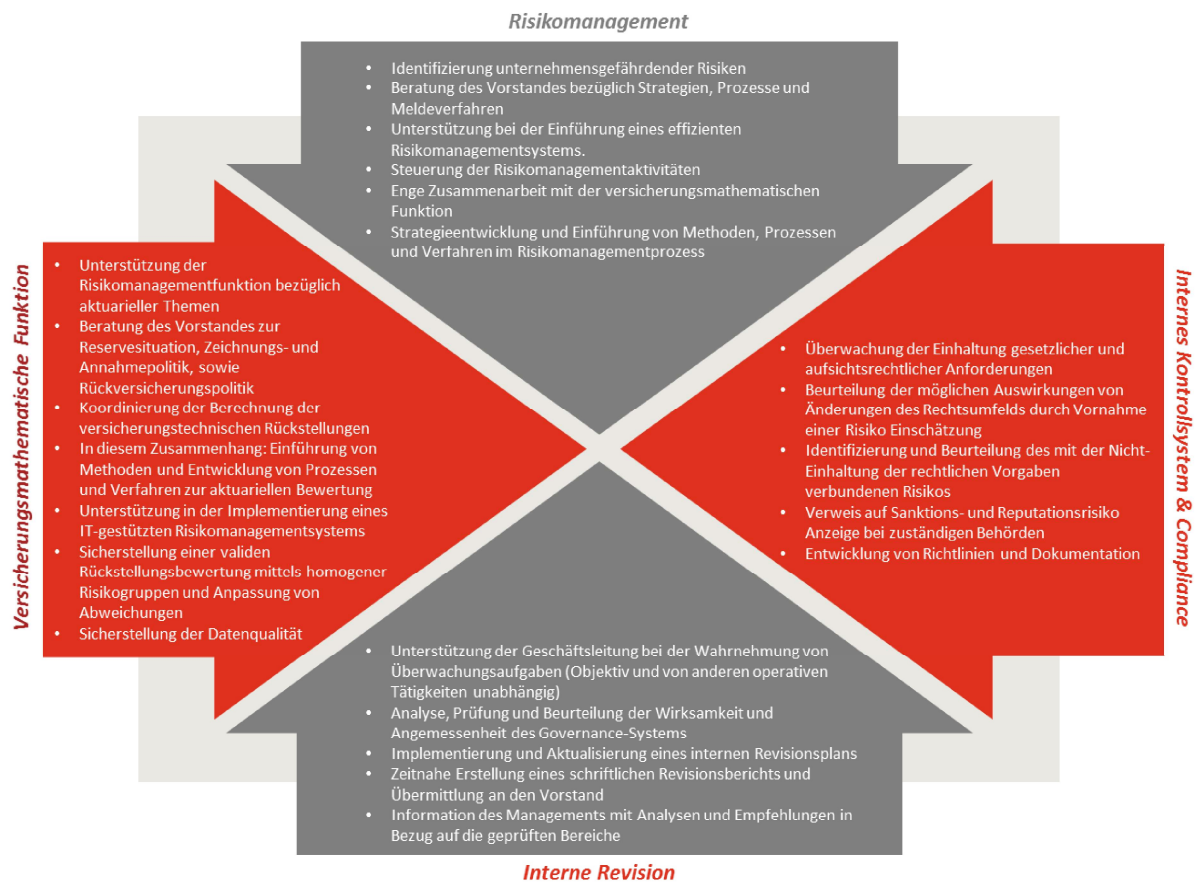 Risikomanagement
• Identifizierung unternehmensgefährdender Risiken
• Beratung des Vorstandes bezüglich Strategien, Prozesse und
Meldeverfahren
• Unterstützung bei der Einführung eines effizienten
Risikomanagementsystems.
• Steuerung der Risikomanagementaktivitäten
• Enge Zusammenarbeit mit der versicherungsmathematischen
Funktion
• Strategieentwicklung und Einführung von Methoden, Prozessen
und Verfahren im Risikomanagementprozess
Versicherungsmathematische Funktion
• Unterstützung der
Risikomanagementfunktion bezüglich
aktuarieller Themen
• Beratung des Vorstandes zur
Reservesituation, Zeichnungs- und
Annahmepolitik, sowie
Rückversicherungspolitik
• Koordinierung der Berechnung der
versicherungstechnischen Rückstellungen
• In diesem Zusammenhang: Einführung von
Methoden und Entwicklung von Prozessen
und Verfahren zur aktuariellen Bewertung
• Unterstützung in der Implementierung eines
IT-gestützten Risikomanagementsystems
• Sicherstellung einer validen
Rückstellungsbewertung mittels homogener
Risikogruppen und Anpassung von
Abweichungen
• Sicherstellung der Datenqualität
Internes Kontrollsystem & Compliance
• Überwachung der Einhaltung gesetzlicher und
aufsichtsrechtlicher Anforderungen
• Beurteilung der möglichen Auswirkungen von
Änderungen des Rechtsumfelds durch Vornahme
einer Risiko Einschätzung
• Identifizierung und Beurteilung des mit der Nicht-
Einhaltung der rechtlichen Vorgaben
verbundenen Risikos
• Verweis auf Sanktions- und Reputationsrisiko
Anzeige bei zuständigen Behörden
• Entwicklung von Richtlinien und Dokumentation
• Unterstützung der Geschäftsleitung bei der Wahrnehmung von
Überwachungsaufgaben (Objektiv und von anderen operativen
Tätigkeiten unabhängig)
• Analyse, Prüfung und Beurteilung der Wirksamkeit und
Angemessenheit des Governance-Systems
• Implementierung und Aktualisierung eines internen Revisionsplans
• Zeitnahe Erstellung eines schriftlichen Revisionsberichts und
Übermittlung an den Vorstand
• Information des Managements mit Analysen und Empfehlungen in
Bezug auf die geprüften Bereiche
Interne Revision